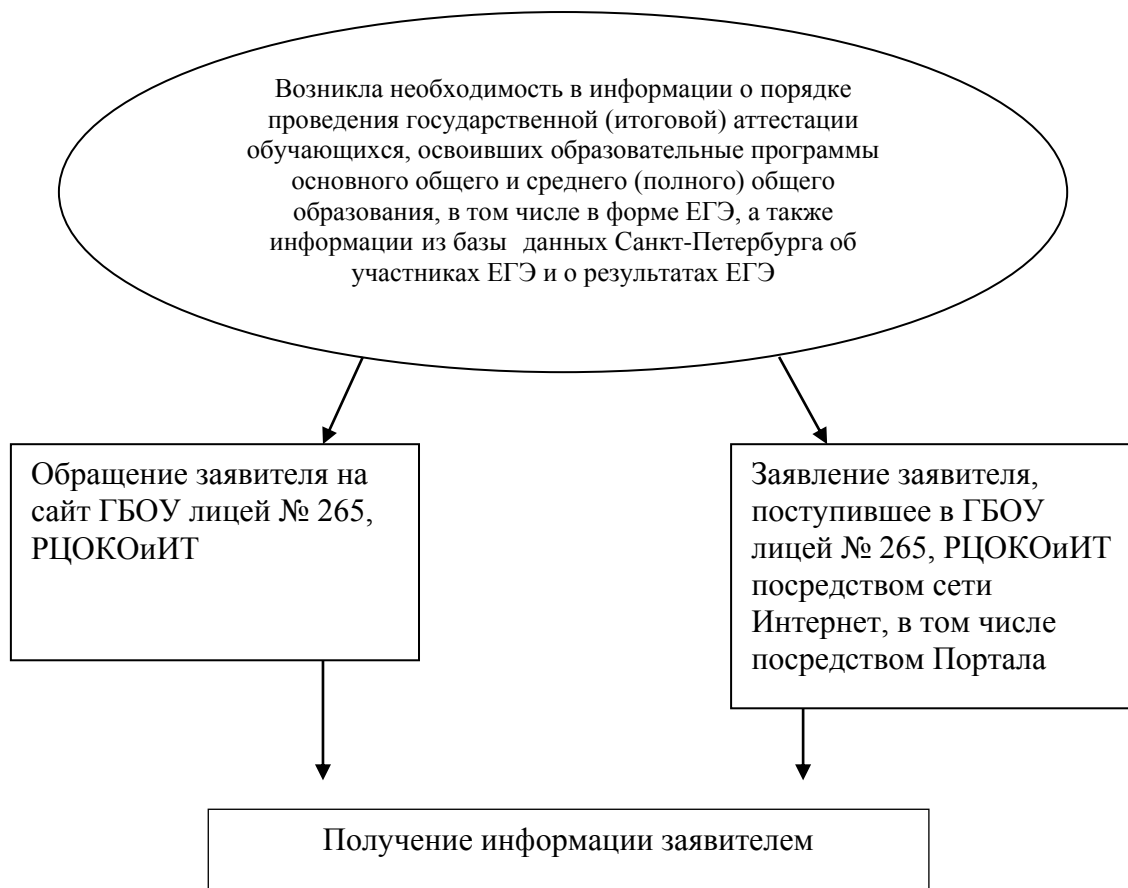 Возникла необходимость в информации о порядке
проведения государственной (итоговой) аттестации
обучающихся, освоивших образовательные программы
основного общего и среднего (полного) общего
образования, в том числе в форме ЕГЭ, а также
информации из базы данных Санкт-Петербурга об
участниках ЕГЭ и о результатах ЕГЭ
Обращение заявителя на
сайт ГБОУ лицей № 265,
РЦОКОиИТ
Заявление заявителя,
поступившее в ГБОУ
лицей № 265, РЦОКОиИТ
посредством сети
Интернет, в том числе
посредством Портала
Получение информации заявителем